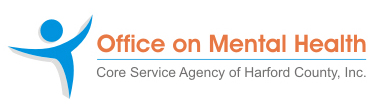 Office on Mental Health
Core Service Agency of Harford County, Inc.